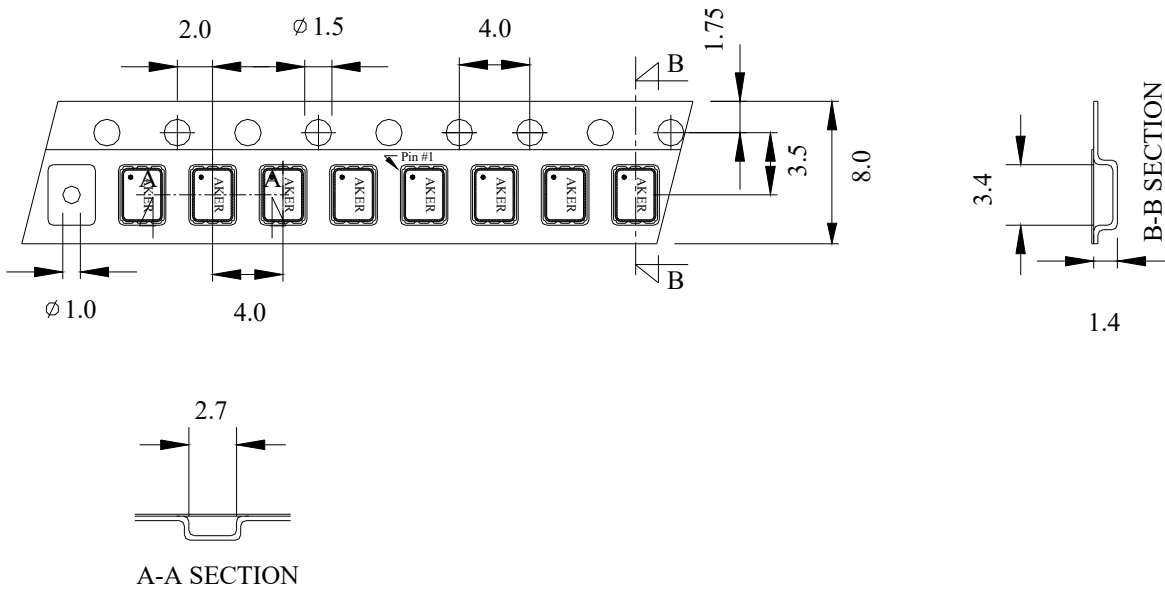 2.0
⌀ 1.5
4.0
1.75
B
Pin #1
A
A
AKER
AKER
AKER
AKER
AKER
AKER
AKER
AKER
3.5
8.0
3.4
B-B SECTION
B
⌀ 1.0
4.0
1.4
2.7
A-A SECTION